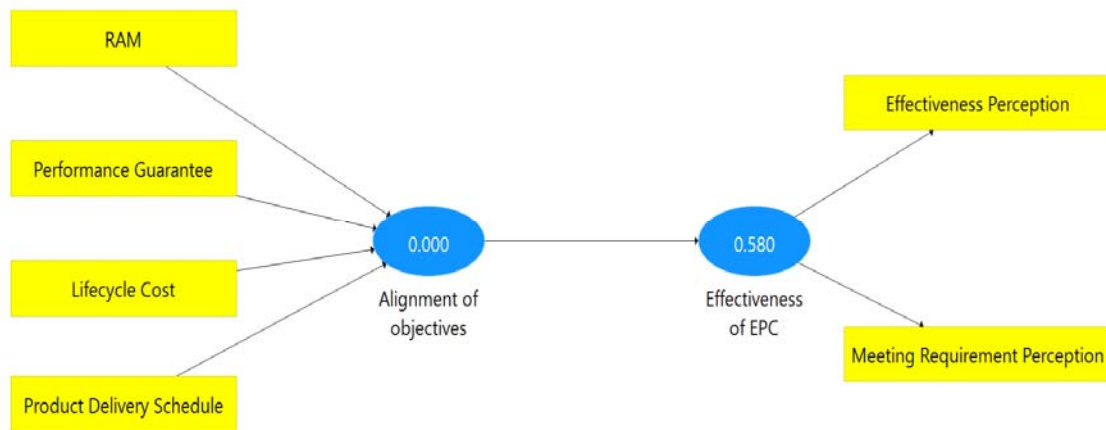 RAM
Performance Guarantee
Lifecycle Cost
Product Delivery Schedule
0.000
Alignment of
objectives
0.580
Effectiveness
of EPC
Effectiveness Perception
Meeting Requirement Perception